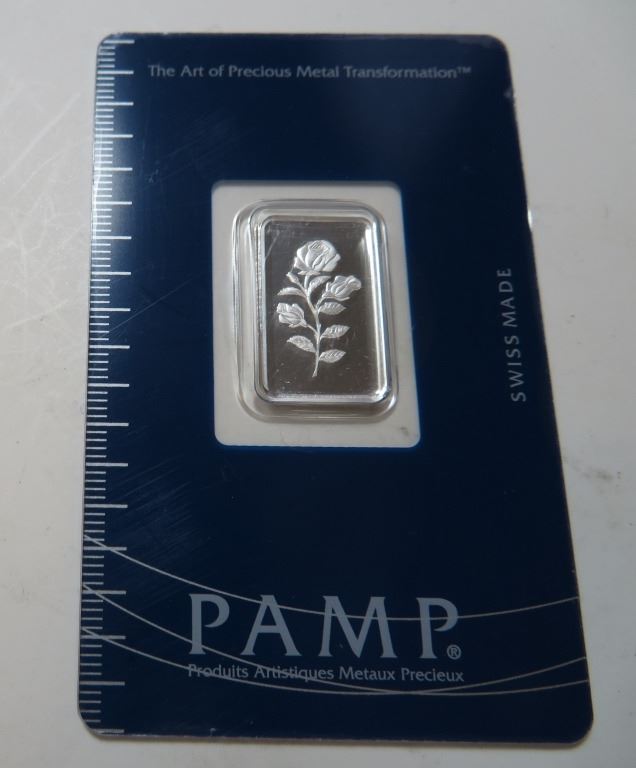 The Art of Precious Metal Transformation™
SWISS MADE
PAMP®
Produits Artistiques Metaux Precieux